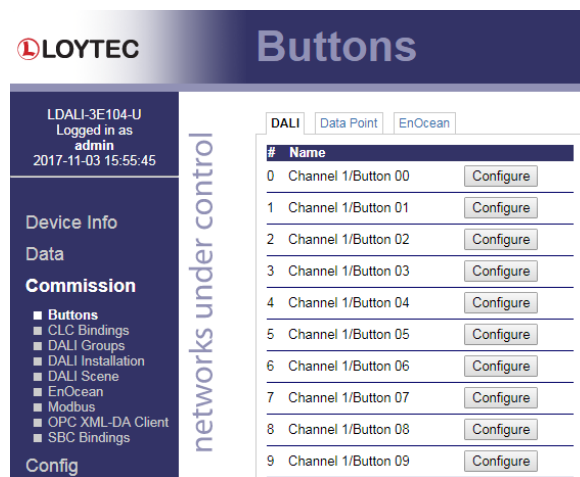 LOYTEC
Buttons
LDALI-3E104-U
Logged in as
admin
2017-11-03 15:55:45
Device Info
Data
Commission
Buttons
CLC Bindings
DALI Groups
DALI Installation
DALI Scene
EnOcean
Modbus
OPC XML-DA Client
SBC Bindings
Config
networks under control
DALI Data Point EnOcean
# Name
0 Channel 1/Button 00 Configure
1 Channel 1/Button 01 Configure
2 Channel 1/Button 02 Configure
3 Channel 1/Button 03 Configure
4 Channel 1/Button 04 Configure
5 Channel 1/Button 05 Configure
6 Channel 1/Button 06 Configure
7 Channel 1/Button 07 Configure
8 Channel 1/Button 08 Configure
9 Channel 1/Button 09 Configure